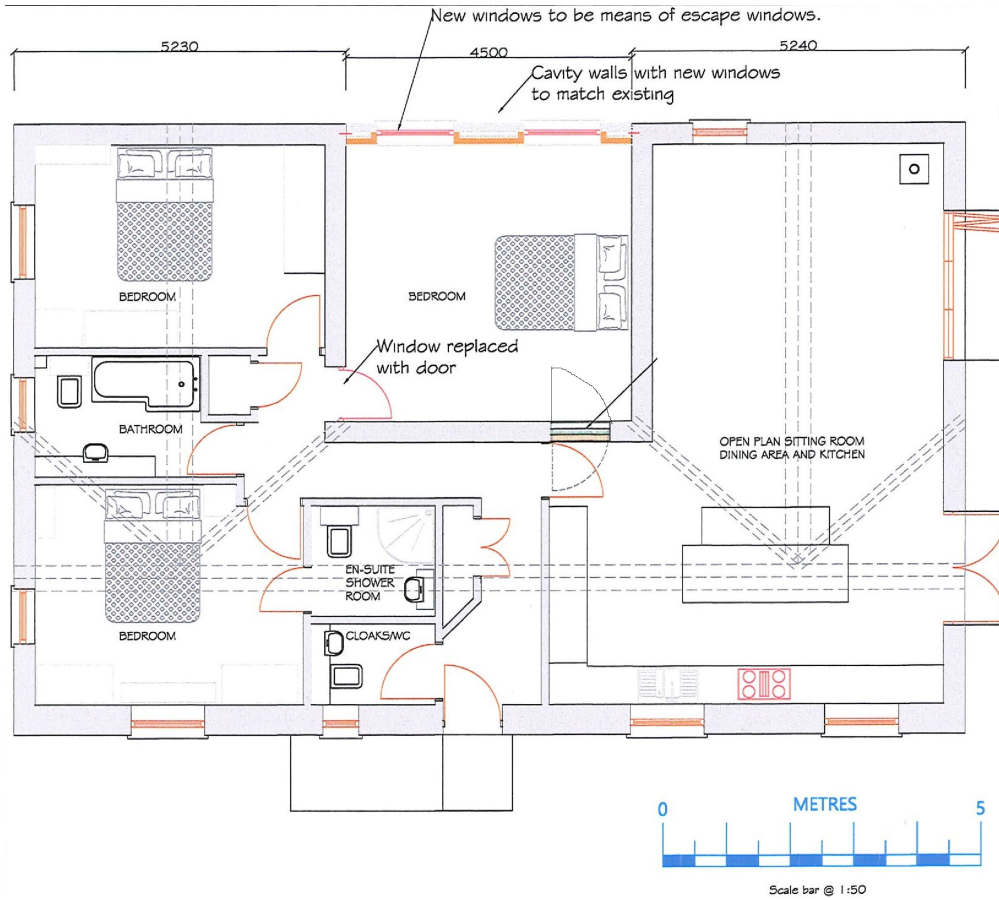 New windows to be means of escape windows.
5230
4500
5240
Cavity walls with new windows
to match existing
BEDROOM
BEDROOM
Window replaced
with door
BATHROOM
OPEN PLAN SITTING ROOM
DINING AREA AND KITCHEN
EN-SUITE
SHOWER
ROOM
BEDROOM
CLOAKS/WC
0
METRES
5
Scale bar @ 1:50